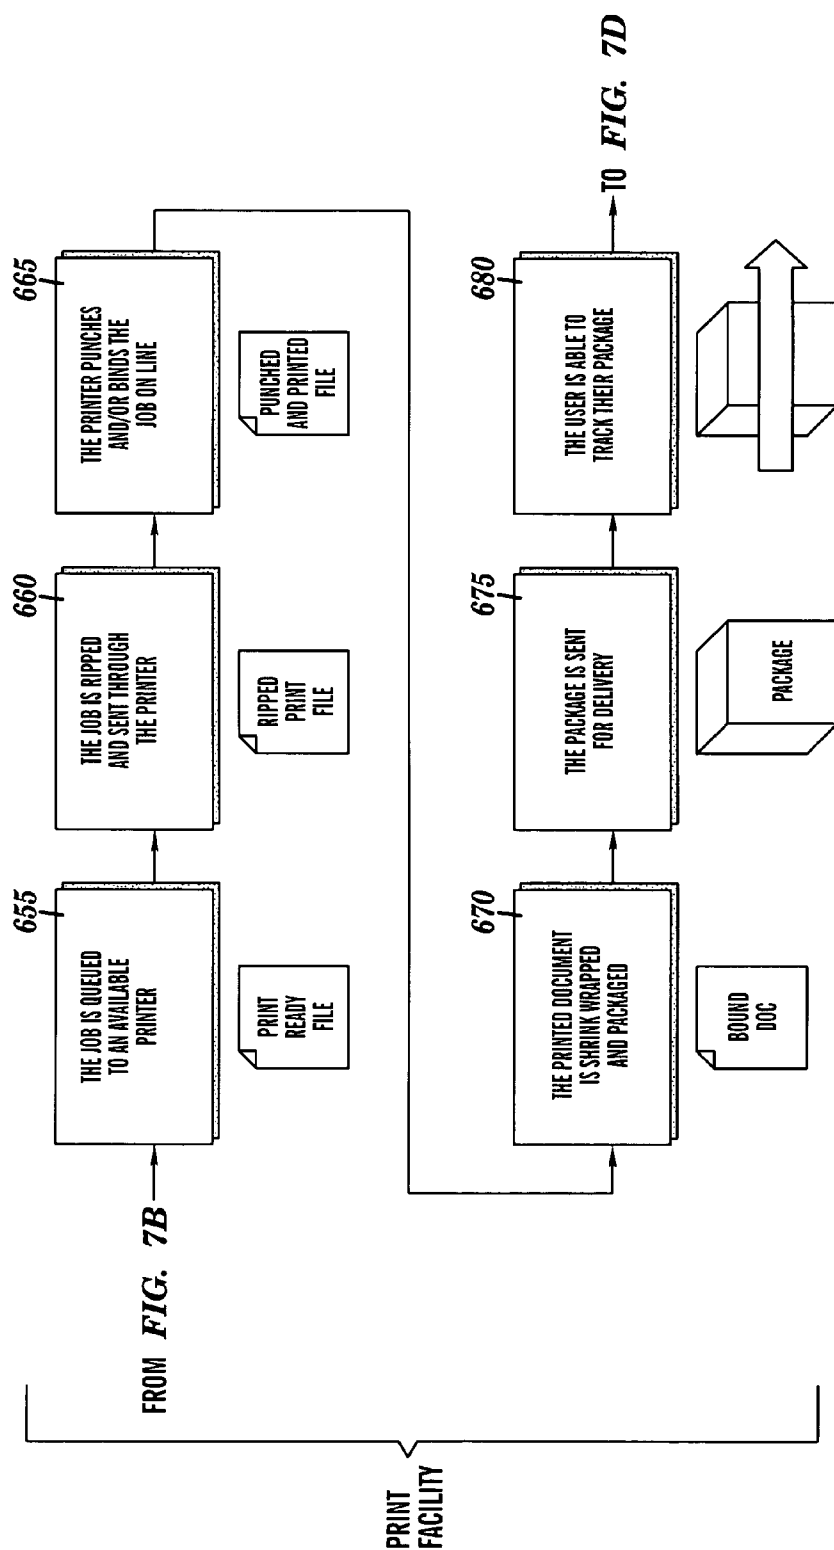 PRINT
FACILITY
FROM FIG. 7B
655
THE JOB IS QUEUED
TO AN AVAILABLE
PRINTER
PRINT
READY
FILE
660
THE JOB IS RIPPED
AND SENT THROUGH
THE PRINTER
RIPPED
PRINT
FILE
665
THE PRINTER PUNCHES
AND/OR BINDS THE
JOB ON LINE
PUNCHED
AND PRINTED
FILE
670
THE PRINTED DOCUMENT
IS SHRINK WRAPPED
AND PACKAGED
BOUND
DOC
675
THE PACKAGE IS SENT
FOR DELIVERY
PACKAGE
680
THE USER IS ABLE TO
TRACK THEIR PACKAGE
TO FIG. 7D